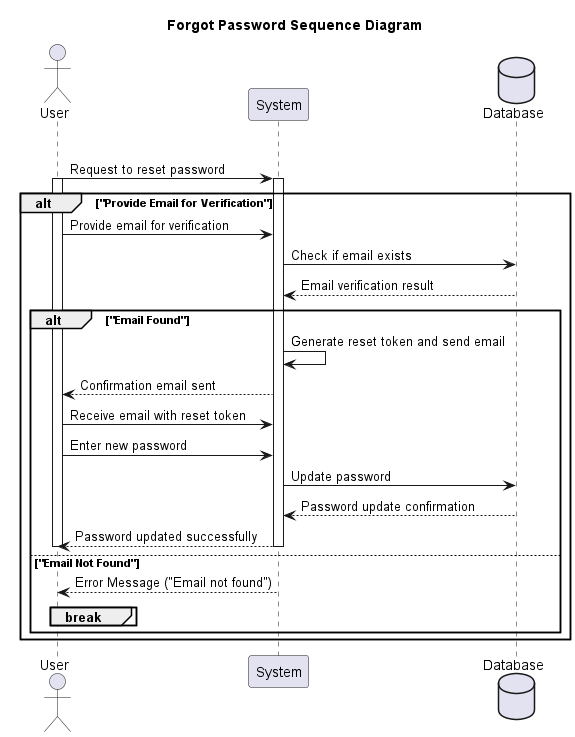 Forgot Password Sequence Diagram
User
System
Database
Request to reset password
alt ["Provide Email for Verification"]
Provide email for verification
Check if email exists
Email verification result
alt ["Email Found"]
Generate reset token and send email
Confirmation email sent
Receive email with reset token
Enter new password
Update password
Password update confirmation
Password updated successfully
["Email Not Found"]
Error Message ("Email not found")
break
User
System
Database